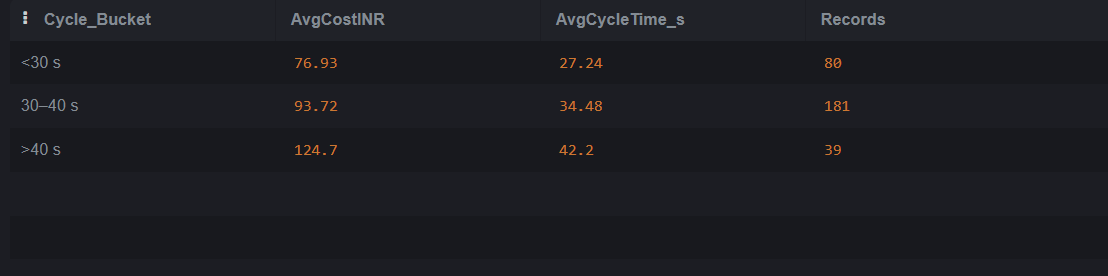 Cycle_Bucket AvgCostINR AvgCycleTime_s Records
<30 s 76.93 27.24 80
30–40 s 93.72 34.48 181
>40 s 124.7 42.2 39